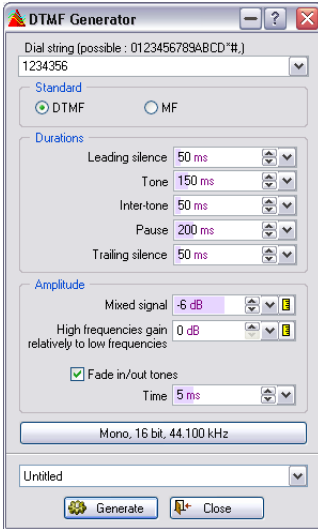 DTMF Generator
Dial string (possible : 0123456789ABCD*#,)
1234356
Standard
DTMF MF
Durations
Leading silence 50 ms
Tone 150 ms
Inter-tone 50 ms
Pause 200 ms
Trailing silence 50 ms
Amplitude
Mixed signal -6 dB
High frequencies gain 0 dB
relatively to low frequencies
Fade in/out tones
Time 5 ms
Mono, 16 bit, 44.100 kHz
Untitled
Generate Close